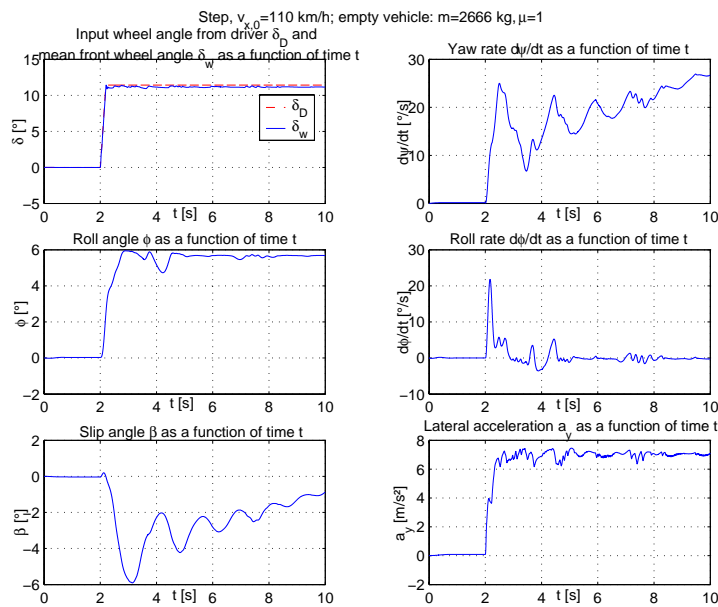 Step, v_{x,0}=110 km/h; empty vehicle: m=2666 kg, μ=1
Input wheel angle from driver δ_D and
mean front wheel angle δ_w as a function of time t
15
10
5
0
−5
δ [°]
0 2 4 6 8 10
t [s]
δ_D
δ_w
Yaw rate dψ/dt as a function of time t
30
20
10
0
dψ/dt [°/s]
0 2 4 6 8 10
t [s]
Roll angle ϕ as a function of time t
6
4
2
0
−2
ϕ [°]
0 2 4 6 8 10
t [s]
Roll rate dϕ/dt as a function of time t
30
20
10
0
−10
dϕ/dt [°/s]
0 2 4 6 8 10
t [s]
Slip angle β as a function of time t
2
0
−2
−4
−6
β [°]
0 2 4 6 8 10
t [s]
Lateral acceleration a_y as a function of time t
8
6
4
2
0
−2
a_y [m/s²]
0 2 4 6 8 10
t [s]